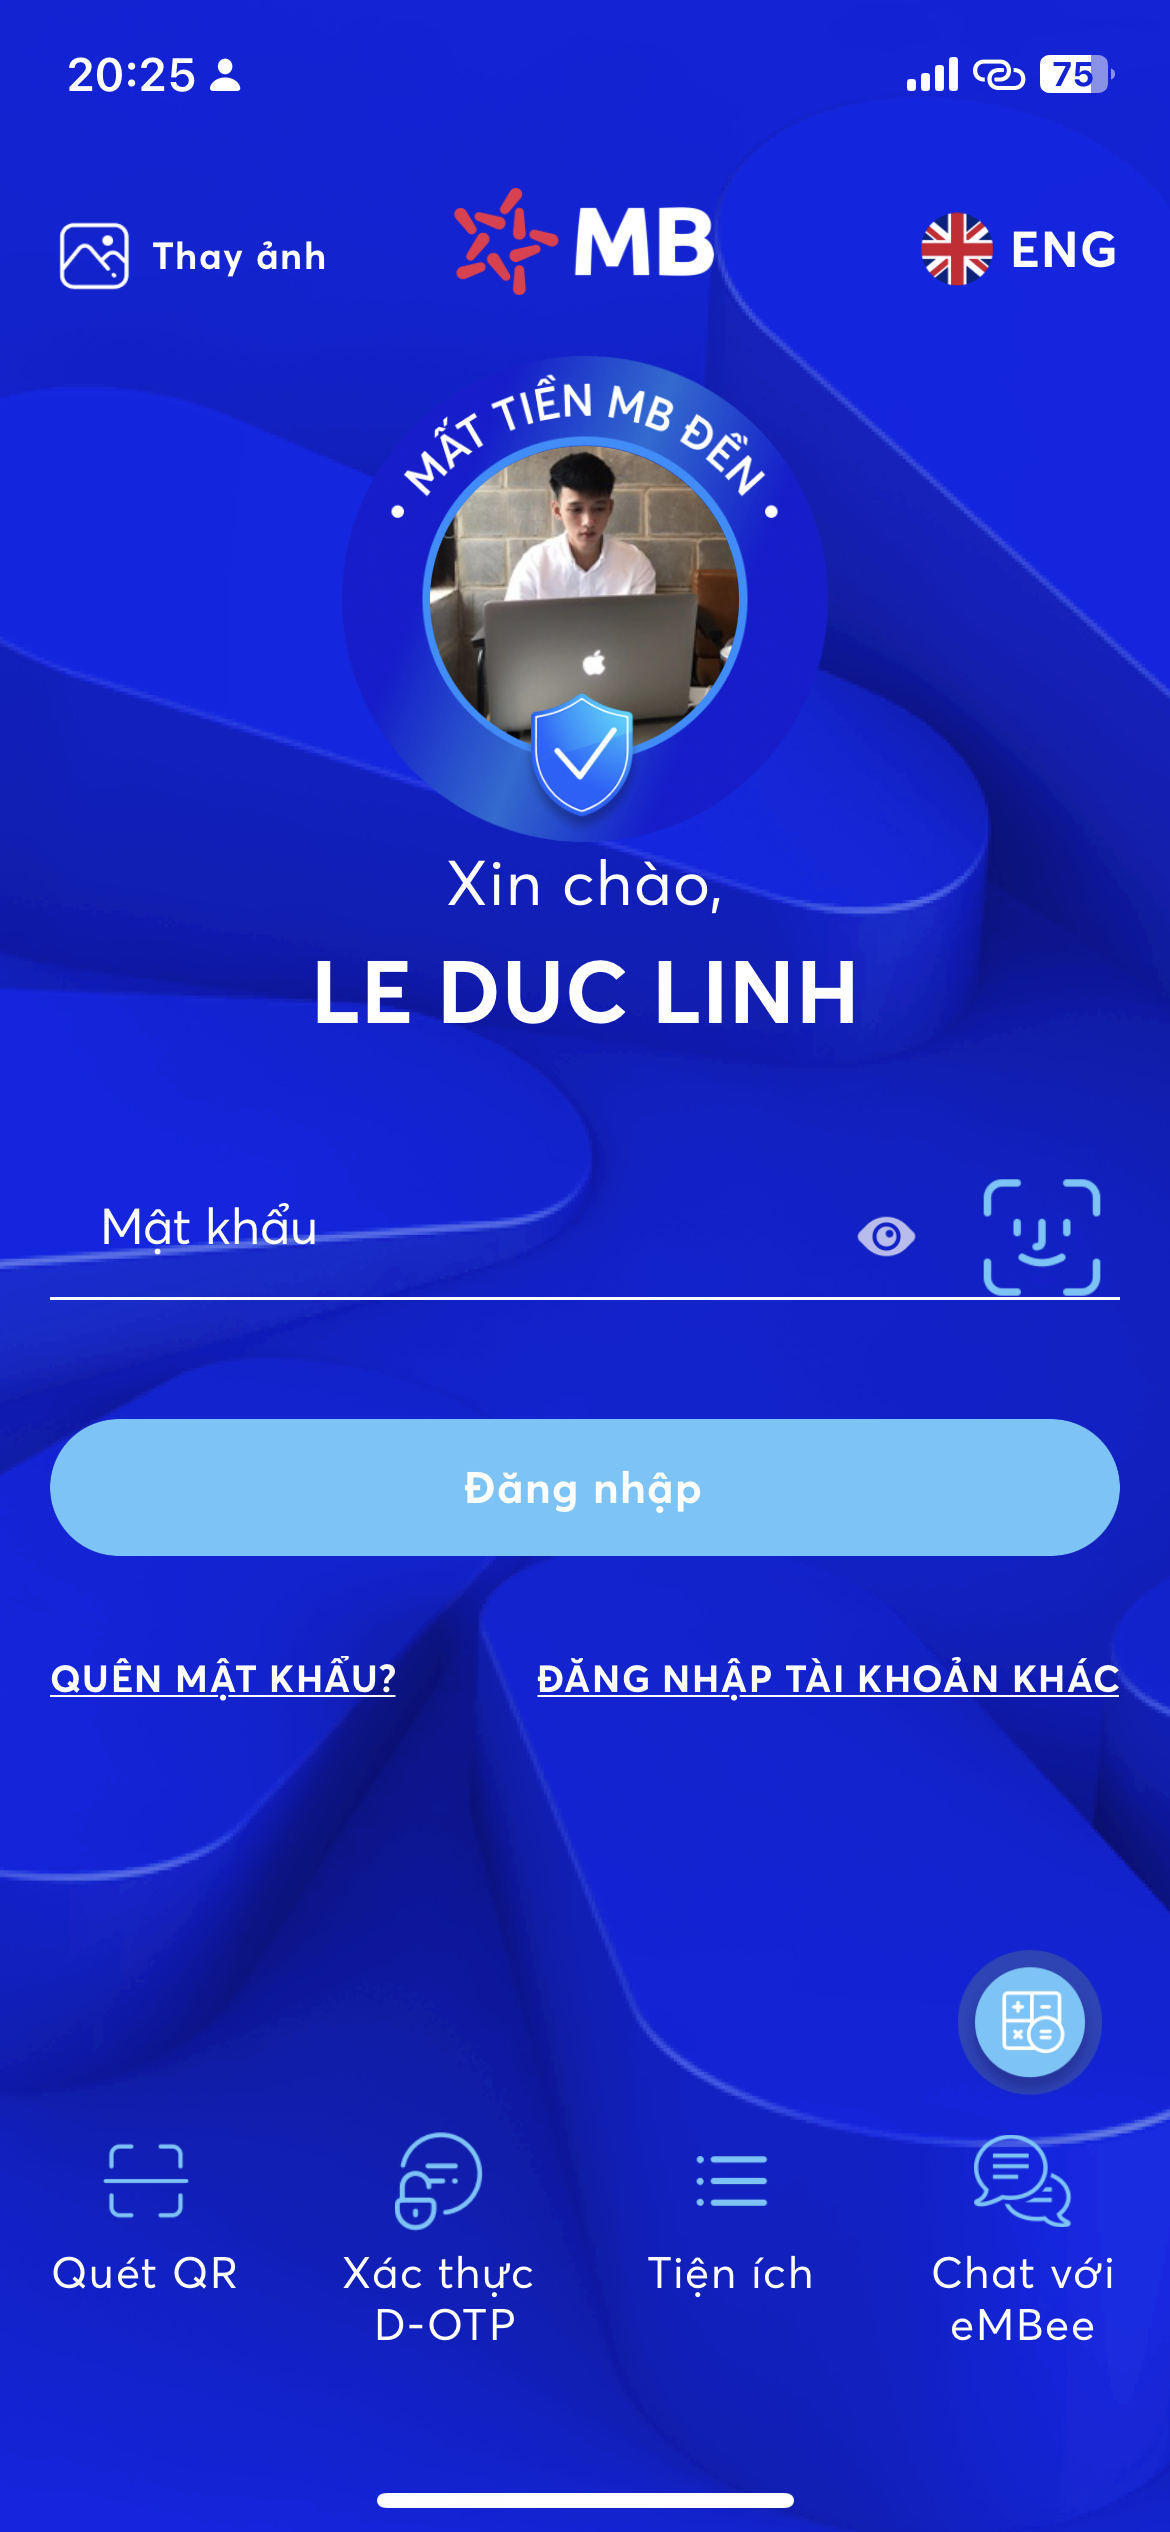 20:25
75
Thay ảnh
MB
ENG
• MẤT TIỀN MB ĐỀN •
Xin chào,
LE DUC LINH
Mật khẩu
Đăng nhập
QUÊN MẬT KHẨU?
ĐĂNG NHẬP TÀI KHOẢN KHÁC
Quét QR
Xác thực
D-OTP
Tiện ích
Chat với
eMBee